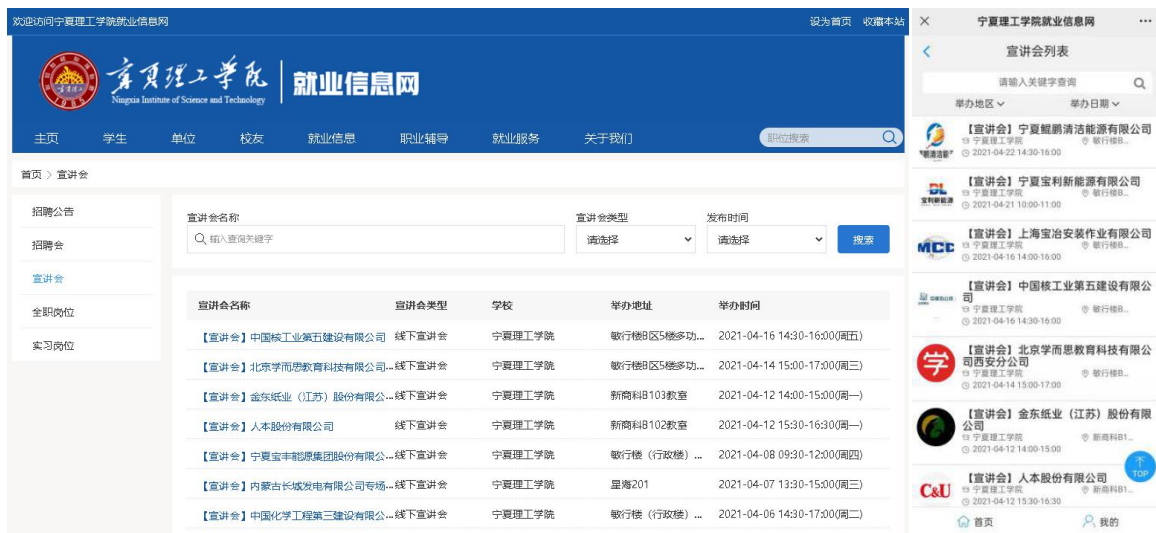 欢迎访问宁夏理工学院就业信息网
设为首页 收藏本站
宁夏理工学院
Ningxia Institute of Science and Technology
就业信息网
主页 学生 单位 校友 就业信息 职业辅导 就业服务 关于我们 职位搜索
首页 > 宣讲会
招聘公告
招聘会
宣讲会
全职岗位
实习岗位
宣讲会名称 宣讲会类型 发布时间
输入查询关键字 请选择 请选择 搜索
宣讲会名称 宣讲会类型 学校 举办地址 举办时间
【宣讲会】中国核工业第五建设有限公司 线下宣讲会 宁夏理工学院 敏行楼B区5楼多功... 2021-04-16 14:30-16:00(周五)
【宣讲会】北京学而思教育科技有限公司... 线下宣讲会 宁夏理工学院 敏行楼B区5楼多功... 2021-04-14 15:00-17:00(周三)
【宣讲会】金东纸业（江苏）股份有限公... 线下宣讲会 宁夏理工学院 新商科B103教室 2021-04-12 14:00-15:00(周一)
【宣讲会】人本股份有限公司 线下宣讲会 宁夏理工学院 新商科B102教室 2021-04-12 15:30-16:30(周一)
【宣讲会】宁夏宝丰能源集团股份有限公... 线下宣讲会 宁夏理工学院 敏行楼（行政楼）... 2021-04-08 09:30-12:00(周四)
【宣讲会】内蒙古长城发电有限公司专场... 线下宣讲会 宁夏理工学院 星海201 2021-04-07 13:30-15:00(周三)
【宣讲会】中国化学工程第三建设有限公... 线下宣讲会 宁夏理工学院 敏行楼（行政楼）... 2021-04-06 14:30-17:00(周二)
宁夏理工学院就业信息网
宣讲会列表
请输入关键字查询
举办地区 举办日期
【宣讲会】宁夏鲲鹏清洁能源有限公司
宁夏理工学院 敏行楼B...
2021-04-22 14:30-16:00
【宣讲会】宁夏宝利新能源有限公司
宝利新能源
宁夏理工学院 敏行楼B...
2021-04-21 10:00-11:00
【宣讲会】上海宝冶安装作业有限公司
MCC
宁夏理工学院 敏行楼B...
2021-04-16 14:00-16:00
【宣讲会】中国核工业第五建设有限公
司
宁夏理工学院 敏行楼B...
2021-04-16 14:30-16:00
【宣讲会】北京学而思教育科技有限公
学 司西安分公司
宁夏理工学院 敏行楼B...
2021-04-14 15:00-17:00
【宣讲会】金东纸业（江苏）股份有限
公司
宁夏理工学院 新商科B1...
2021-04-12 14:00-15:00
TOP
【宣讲会】人本股份有限公司
C&U 宁夏理工学院 新商科B1...
2021-04-12 15:30-16:30
首页 我的